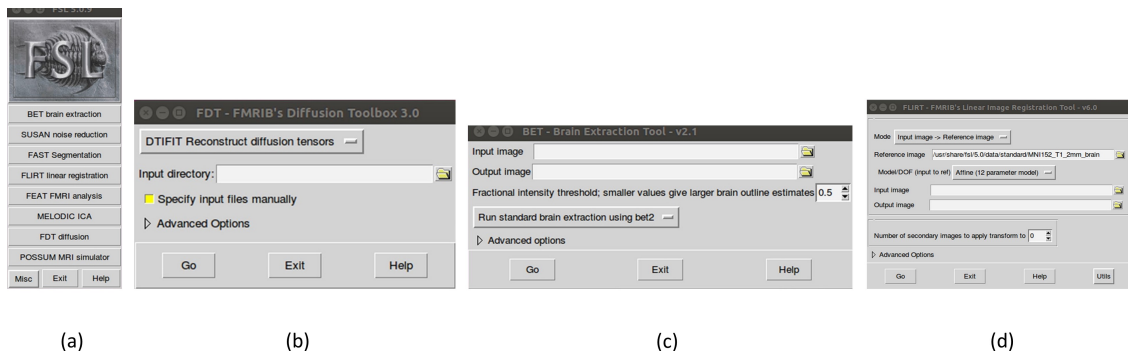 FSL 5.0.9
FSL
BET brain extraction
SUSAN noise reduction
FAST Segmentation
FLIRT linear registration
FEAT FMRI analysis
MELODIC ICA
FDT diffusion
POSSUM MRI simulator
Misc Exit Help
(a)
FDT - FMRIB's Diffusion Toolbox 3.0
DTIFIT Reconstruct diffusion tensors
Input directory:
Specify input files manually
Advanced Options
Go Exit Help
(b)
BET - Brain Extraction Tool - v2.1
Input image
Output image
Fractional intensity threshold; smaller values give larger brain outline estimates 0.5
Run standard brain extraction using bet2
Advanced options
Go Exit Help
(c)
FLIRT - FMRIB's Linear Image Registration Tool - v6.0
Mode Input image -> Reference image
Reference image /usr/share/fsl/5.0/data/standard/MNI152_T1_2mm_brain
Model/DOF (input to ref) Affine (12 parameter model)
Input image
Output image
Number of secondary images to apply transform to 0
Advanced Options
Go Exit Help Utils
(d)